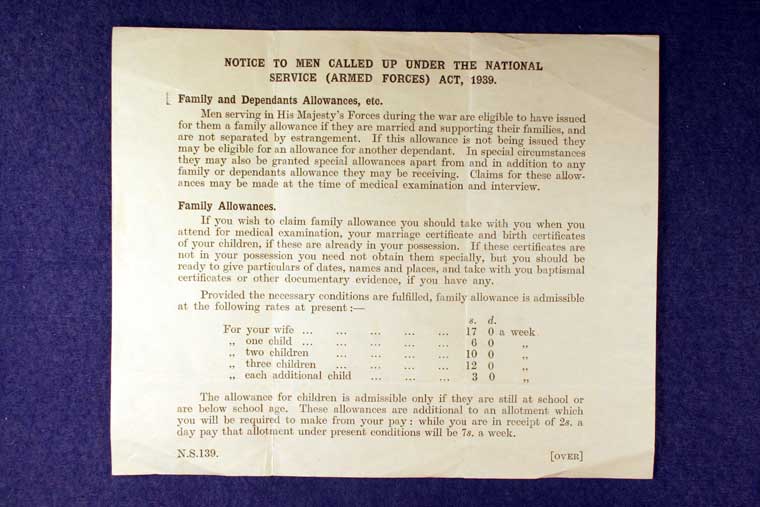 NOTICE TO MEN CALLED UP UNDER THE NATIONAL
SERVICE (ARMED FORCES) ACT, 1939.
[ Family and Dependants Allowances, etc.
Men serving in His Majesty's Forces during the war are eligible to have issued
for them a family allowance if they are married and supporting their families, and
are not separated by estrangement. If this allowance is not being issued they
may be eligible for an allowance for another dependant. In special circumstances
they may also be granted special allowances apart from and in addition to any
family or dependants allowance they may be receiving. Claims for these allow-
ances may be made at the time of medical examination and interview.
Family Allowances.
If you wish to claim family allowance you should take with you when you
attend for medical examination, your marriage certificate and birth certificates
of your children, if these are already in your possession. If these certificates are
not in your possession you need not obtain them specially, but you should be
ready to give particulars of dates, names and places, and take with you baptismal
certificates or other documentary evidence, if you have any.
Provided the necessary conditions are fulfilled, family allowance is admissible
at the following rates at present :—
s. d.
For your wife ... ... ... ... ... 17 0 a week
„ one child ... ... ... ... ... 6 0 „
„ two children ... ... ... ... 10 0 „
„ three children ... ... ... ... 12 0 „
„ each additional child ... ... ... 3 0 „
The allowance for children is admissible only if they are still at school or
are below school age. These allowances are additional to an allotment which
you will be required to make from your pay : while you are in receipt of 2s. a
day pay that allotment under present conditions will be 7s. a week.
N.S.139. [OVER]